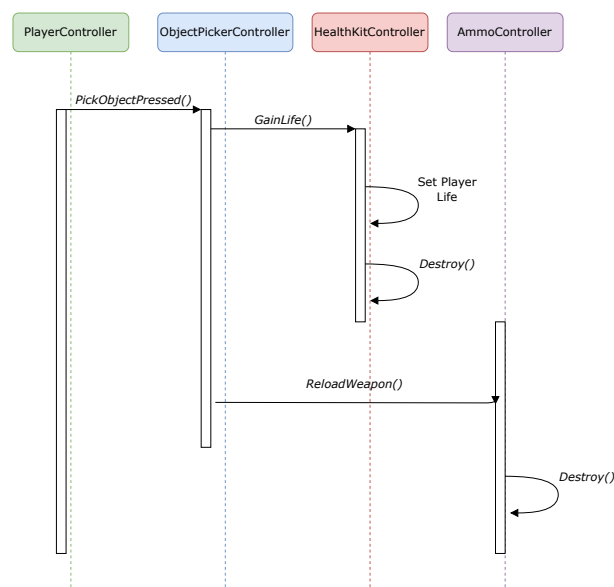 PlayerController
ObjectPickerController
HealthKitController
AmmoController
PickObjectPressed()
GainLife()
Set Player
Life
Destroy()
ReloadWeapon()
Destroy()